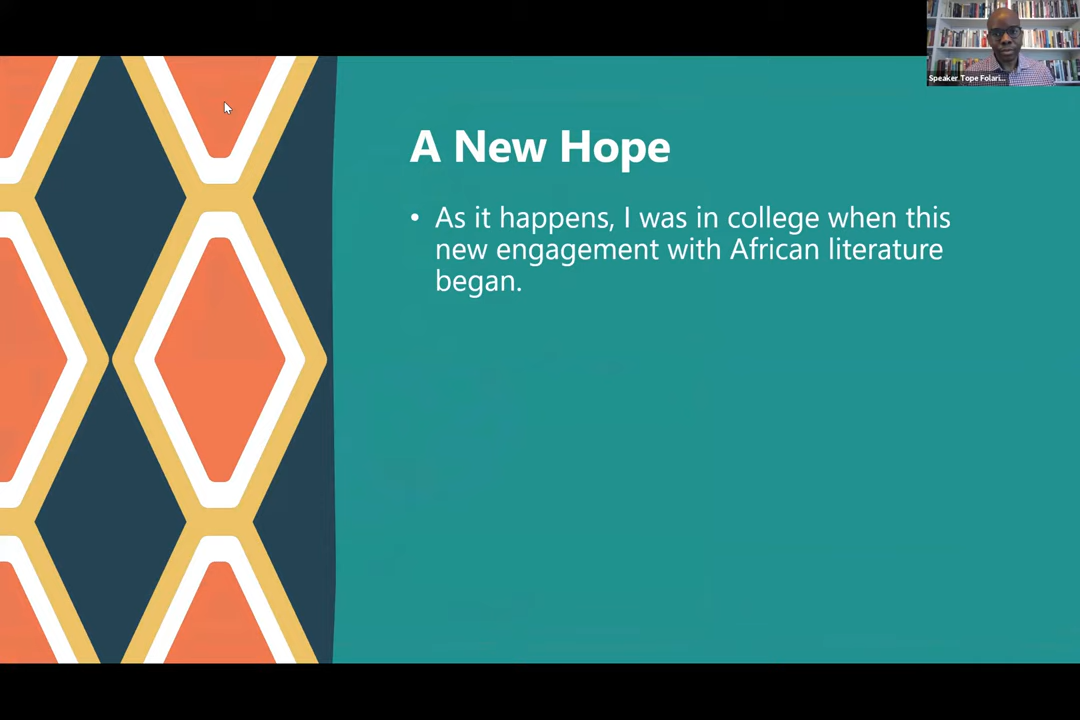 Speaker Tope Folari...
A New Hope
• As it happens, I was in college when this
new engagement with African literature
began.